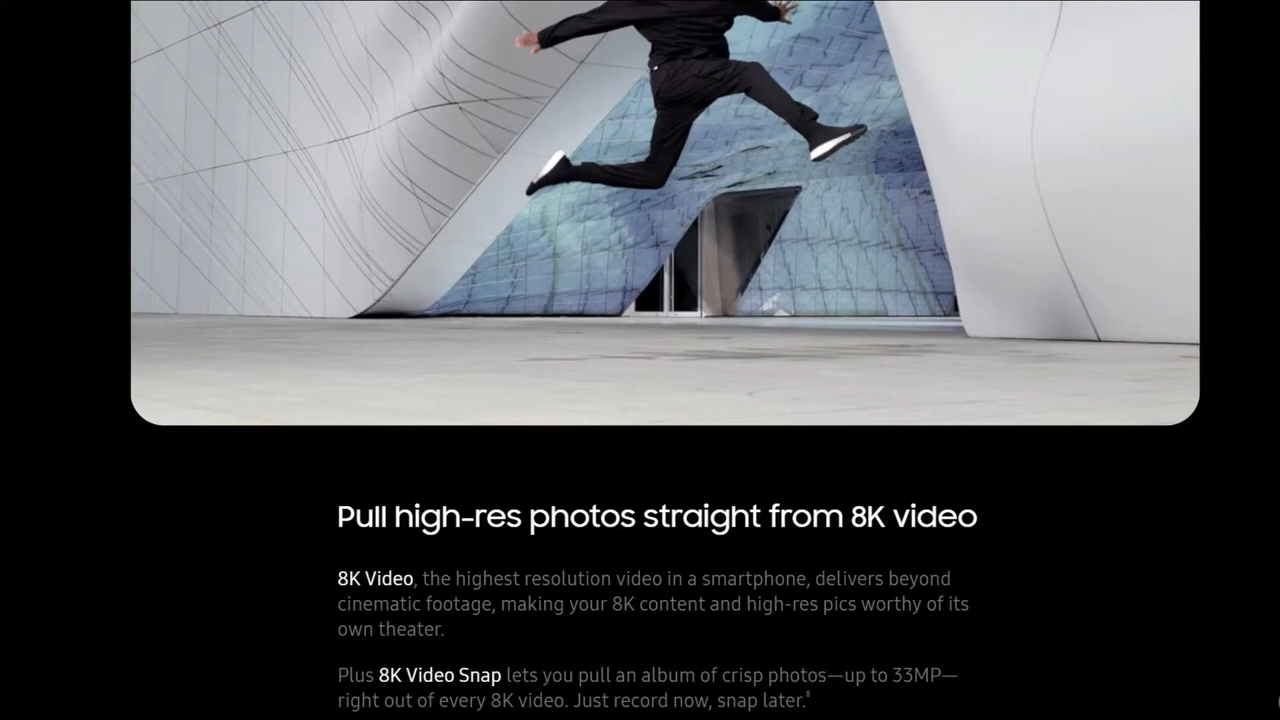 Pull high-res photos straight from 8K video
8K Video, the highest resolution video in a smartphone, delivers beyond
cinematic footage, making your 8K content and high-res pics worthy of its
own theater.
Plus 8K Video Snap lets you pull an album of crisp photos—up to 33MP—
right out of every 8K video. Just record now, snap later.